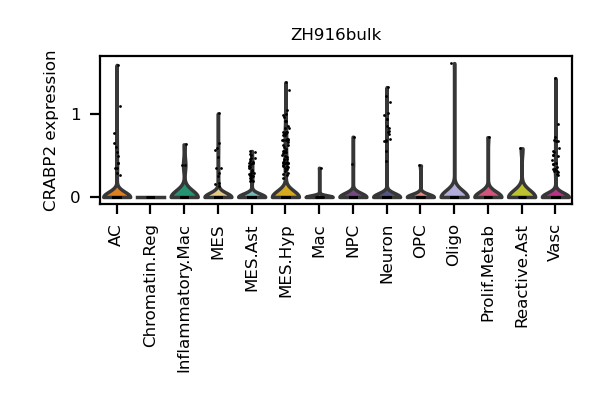 ZH916bulk
CRABP2 expression
1
0
AC
Chromatin.Reg
Inflammatory.Mac
MES
MES.Ast
MES.Hyp
Mac
NPC
Neuron
OPC
Oligo
Prolif.Metab
Reactive.Ast
Vasc